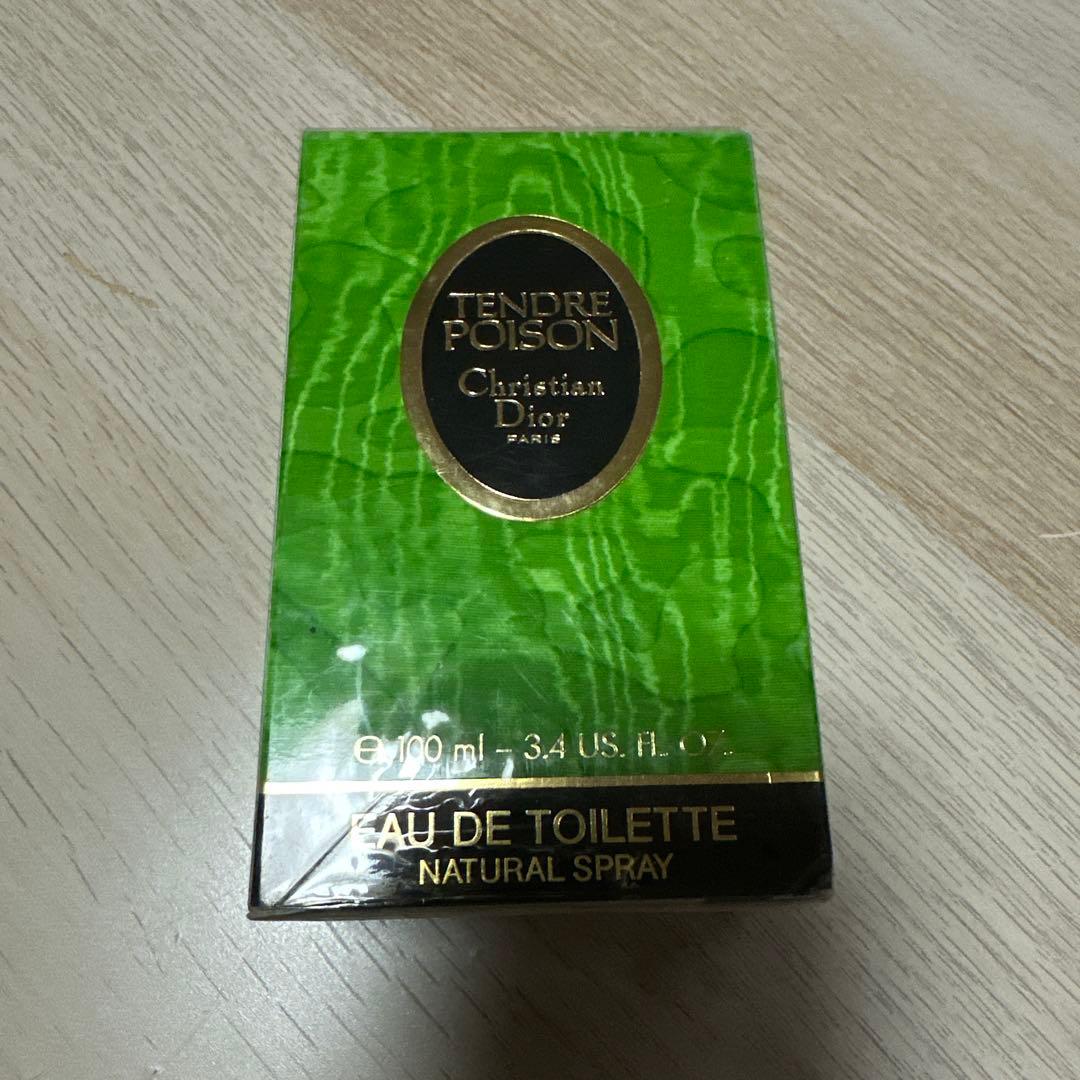 TENDRE
POISON
Christian
Dior
PARIS
℮ 100 ml - 3.4 US. FL. OZ.
EAU DE TOILETTE
NATURAL SPRAY